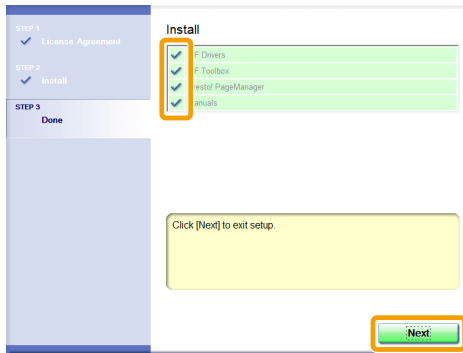 STEP 1
License Agreement
STEP 2
Install
STEP 3
Done
Install
F Drivers
F Toolbox
restof PageManager
anuals
Click [Next] to exit setup.
Next